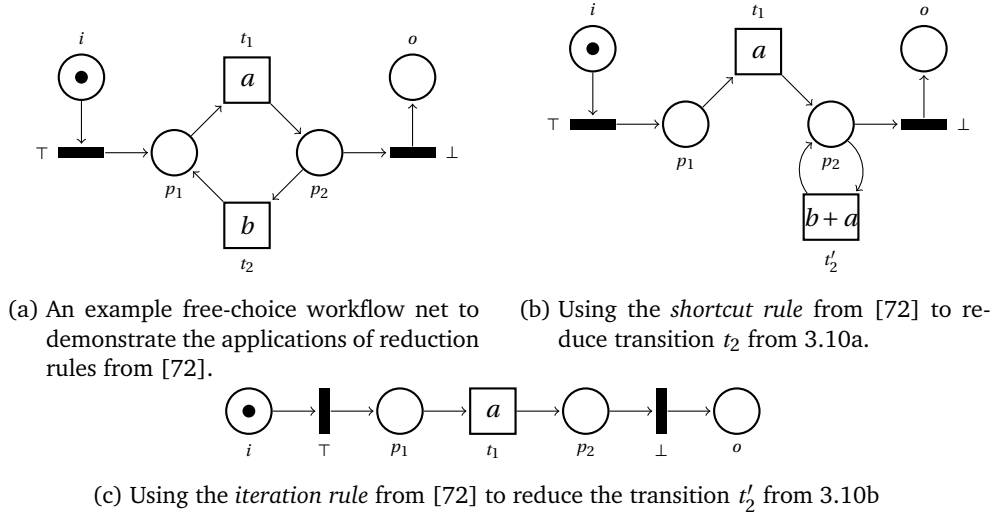 i
t1
o
a
⊤
p1
p2
⊥
b
t2
(a) An example free-choice workflow net to
demonstrate the applications of reduction
rules from [72].
i
t1
o
a
⊤
p1
p2
⊥
b + a
t′2
(b) Using the shortcut rule from [72] to re-
duce transition t2 from 3.10a.
a
i
⊤
p1
t1
p2
⊥
o
(c) Using the iteration rule from [72] to reduce the transition t′2 from 3.10b